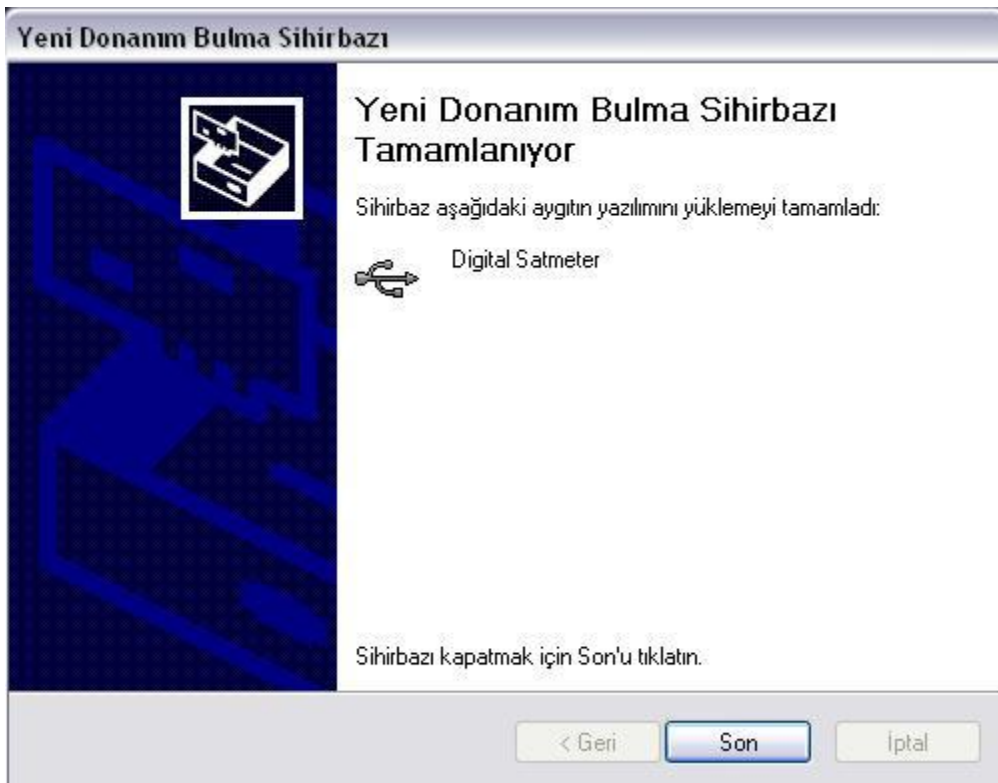 Yeni Donanım Bulma Sihirbazı
Yeni Donanım Bulma Sihirbazı
Tamamlanıyor
Sihirbaz aşağıdaki aygıtın yazılımını yüklemeyi tamamladı:
Digital Satmeter
Sihirbazı kapatmak için Son'u tıklatın.
< Geri
Son
İptal